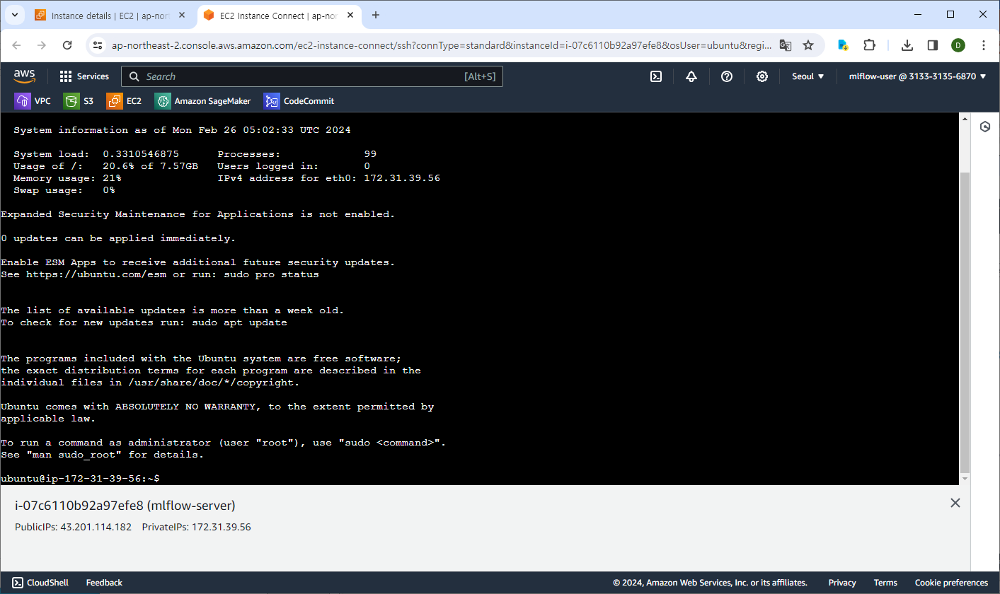 Instance details | EC2 | ap-nort
EC2 Instance Connect | ap-nor
ap-northeast-2.console.aws.amazon.com/ec2-instance-connect/ssh?connType=standard&instanceId=i-07c6110b92a97efe8&osUser=ubuntu&regi...
D
aws Services Search [Alt+S] Seoul mlflow-user @ 3133-3135-6870
VPC S3 EC2 Amazon SageMaker CodeCommit
System information as of Mon Feb 26 05:02:33 UTC 2024
System load: 0.3310546875 Processes: 99
Usage of /: 20.6% of 7.57GB Users logged in: 0
Memory usage: 21% IPv4 address for eth0: 172.31.39.56
Swap usage: 0%
Expanded Security Maintenance for Applications is not enabled.
0 updates can be applied immediately.
Enable ESM Apps to receive additional future security updates.
See https://ubuntu.com/esm or run: sudo pro status
The list of available updates is more than a week old.
To check for new updates run: sudo apt update
The programs included with the Ubuntu system are free software;
the exact distribution terms for each program are described in the
individual files in /usr/share/doc/*/copyright.
Ubuntu comes with ABSOLUTELY NO WARRANTY, to the extent permitted by
applicable law.
To run a command as administrator (user "root"), use "sudo <command>".
See "man sudo_root" for details.
ubuntu@ip-172-31-39-56:~$
i-07c6110b92a97efe8 (mlflow-server)
PublicIPs: 43.201.114.182 PrivateIPs: 172.31.39.56
CloudShell Feedback © 2024, Amazon Web Services, Inc. or its affiliates. Privacy Terms Cookie preferences